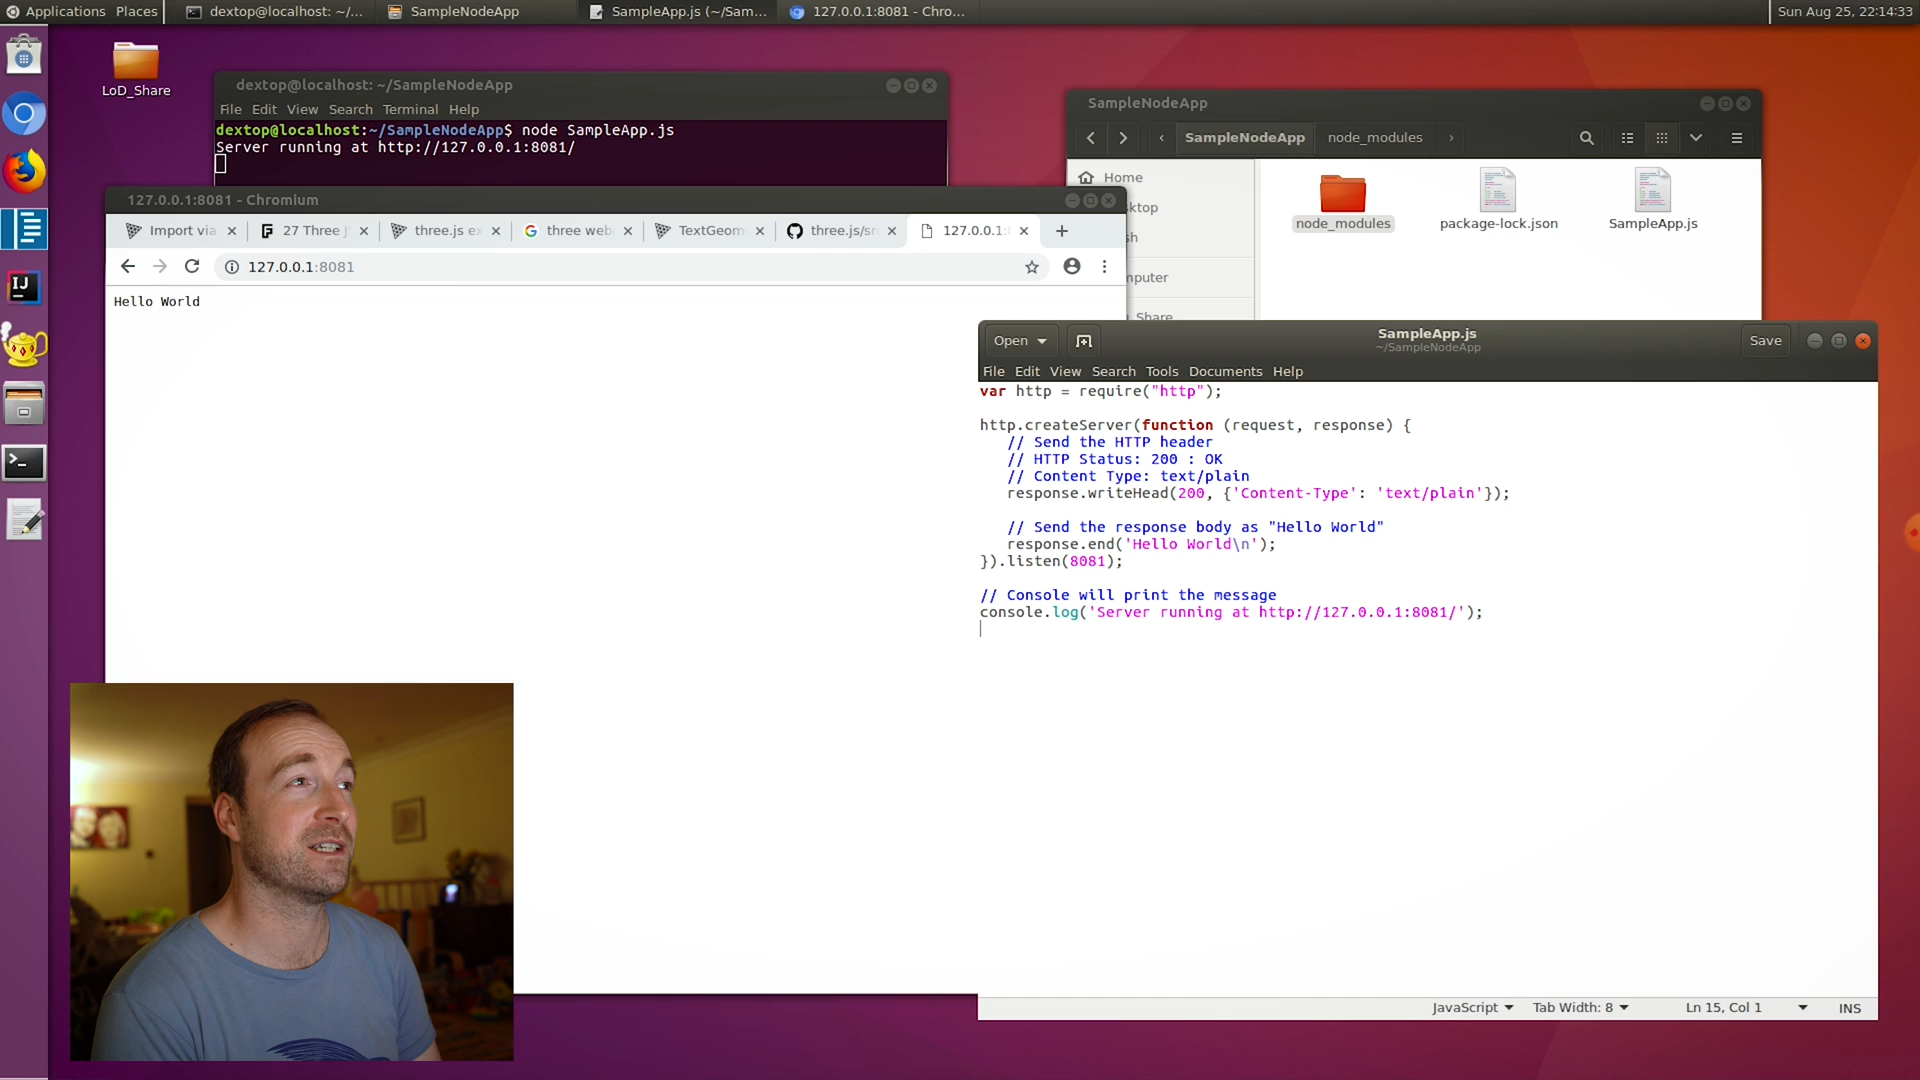 Applications Places dextop@localhost: ~/... SampleNodeApp SampleApp.js (~/Sam... 127.0.0.1:8081 - Chro... Sun Aug 25, 22:14:33
LoD_Share
dextop@localhost: ~/SampleNodeApp
File Edit View Search Terminal Help
dextop@localhost:~/SampleNodeApp$ node SampleApp.js
Server running at http://127.0.0.1:8081/
SampleNodeApp
SampleNodeApp node_modules
Home
ktop
sh
mputer
Share
node_modules package-lock.json SampleApp.js
127.0.0.1:8081 - Chromium
Import via 27 Three J three.js ex three web TextGeom three.js/sr 127.0.0.1:
127.0.0.1:8081
Hello World
Open SampleApp.js Save
~/SampleNodeApp
File Edit View Search Tools Documents Help
var http = require("http");
http.createServer(function (request, response) {
// Send the HTTP header
// HTTP Status: 200 : OK
// Content Type: text/plain
response.writeHead(200, {'Content-Type': 'text/plain'});
// Send the response body as "Hello World"
response.end('Hello World\n');
}).listen(8081);
// Console will print the message
console.log('Server running at http://127.0.0.1:8081/');
JavaScript Tab Width: 8 Ln 15, Col 1 INS
IJ